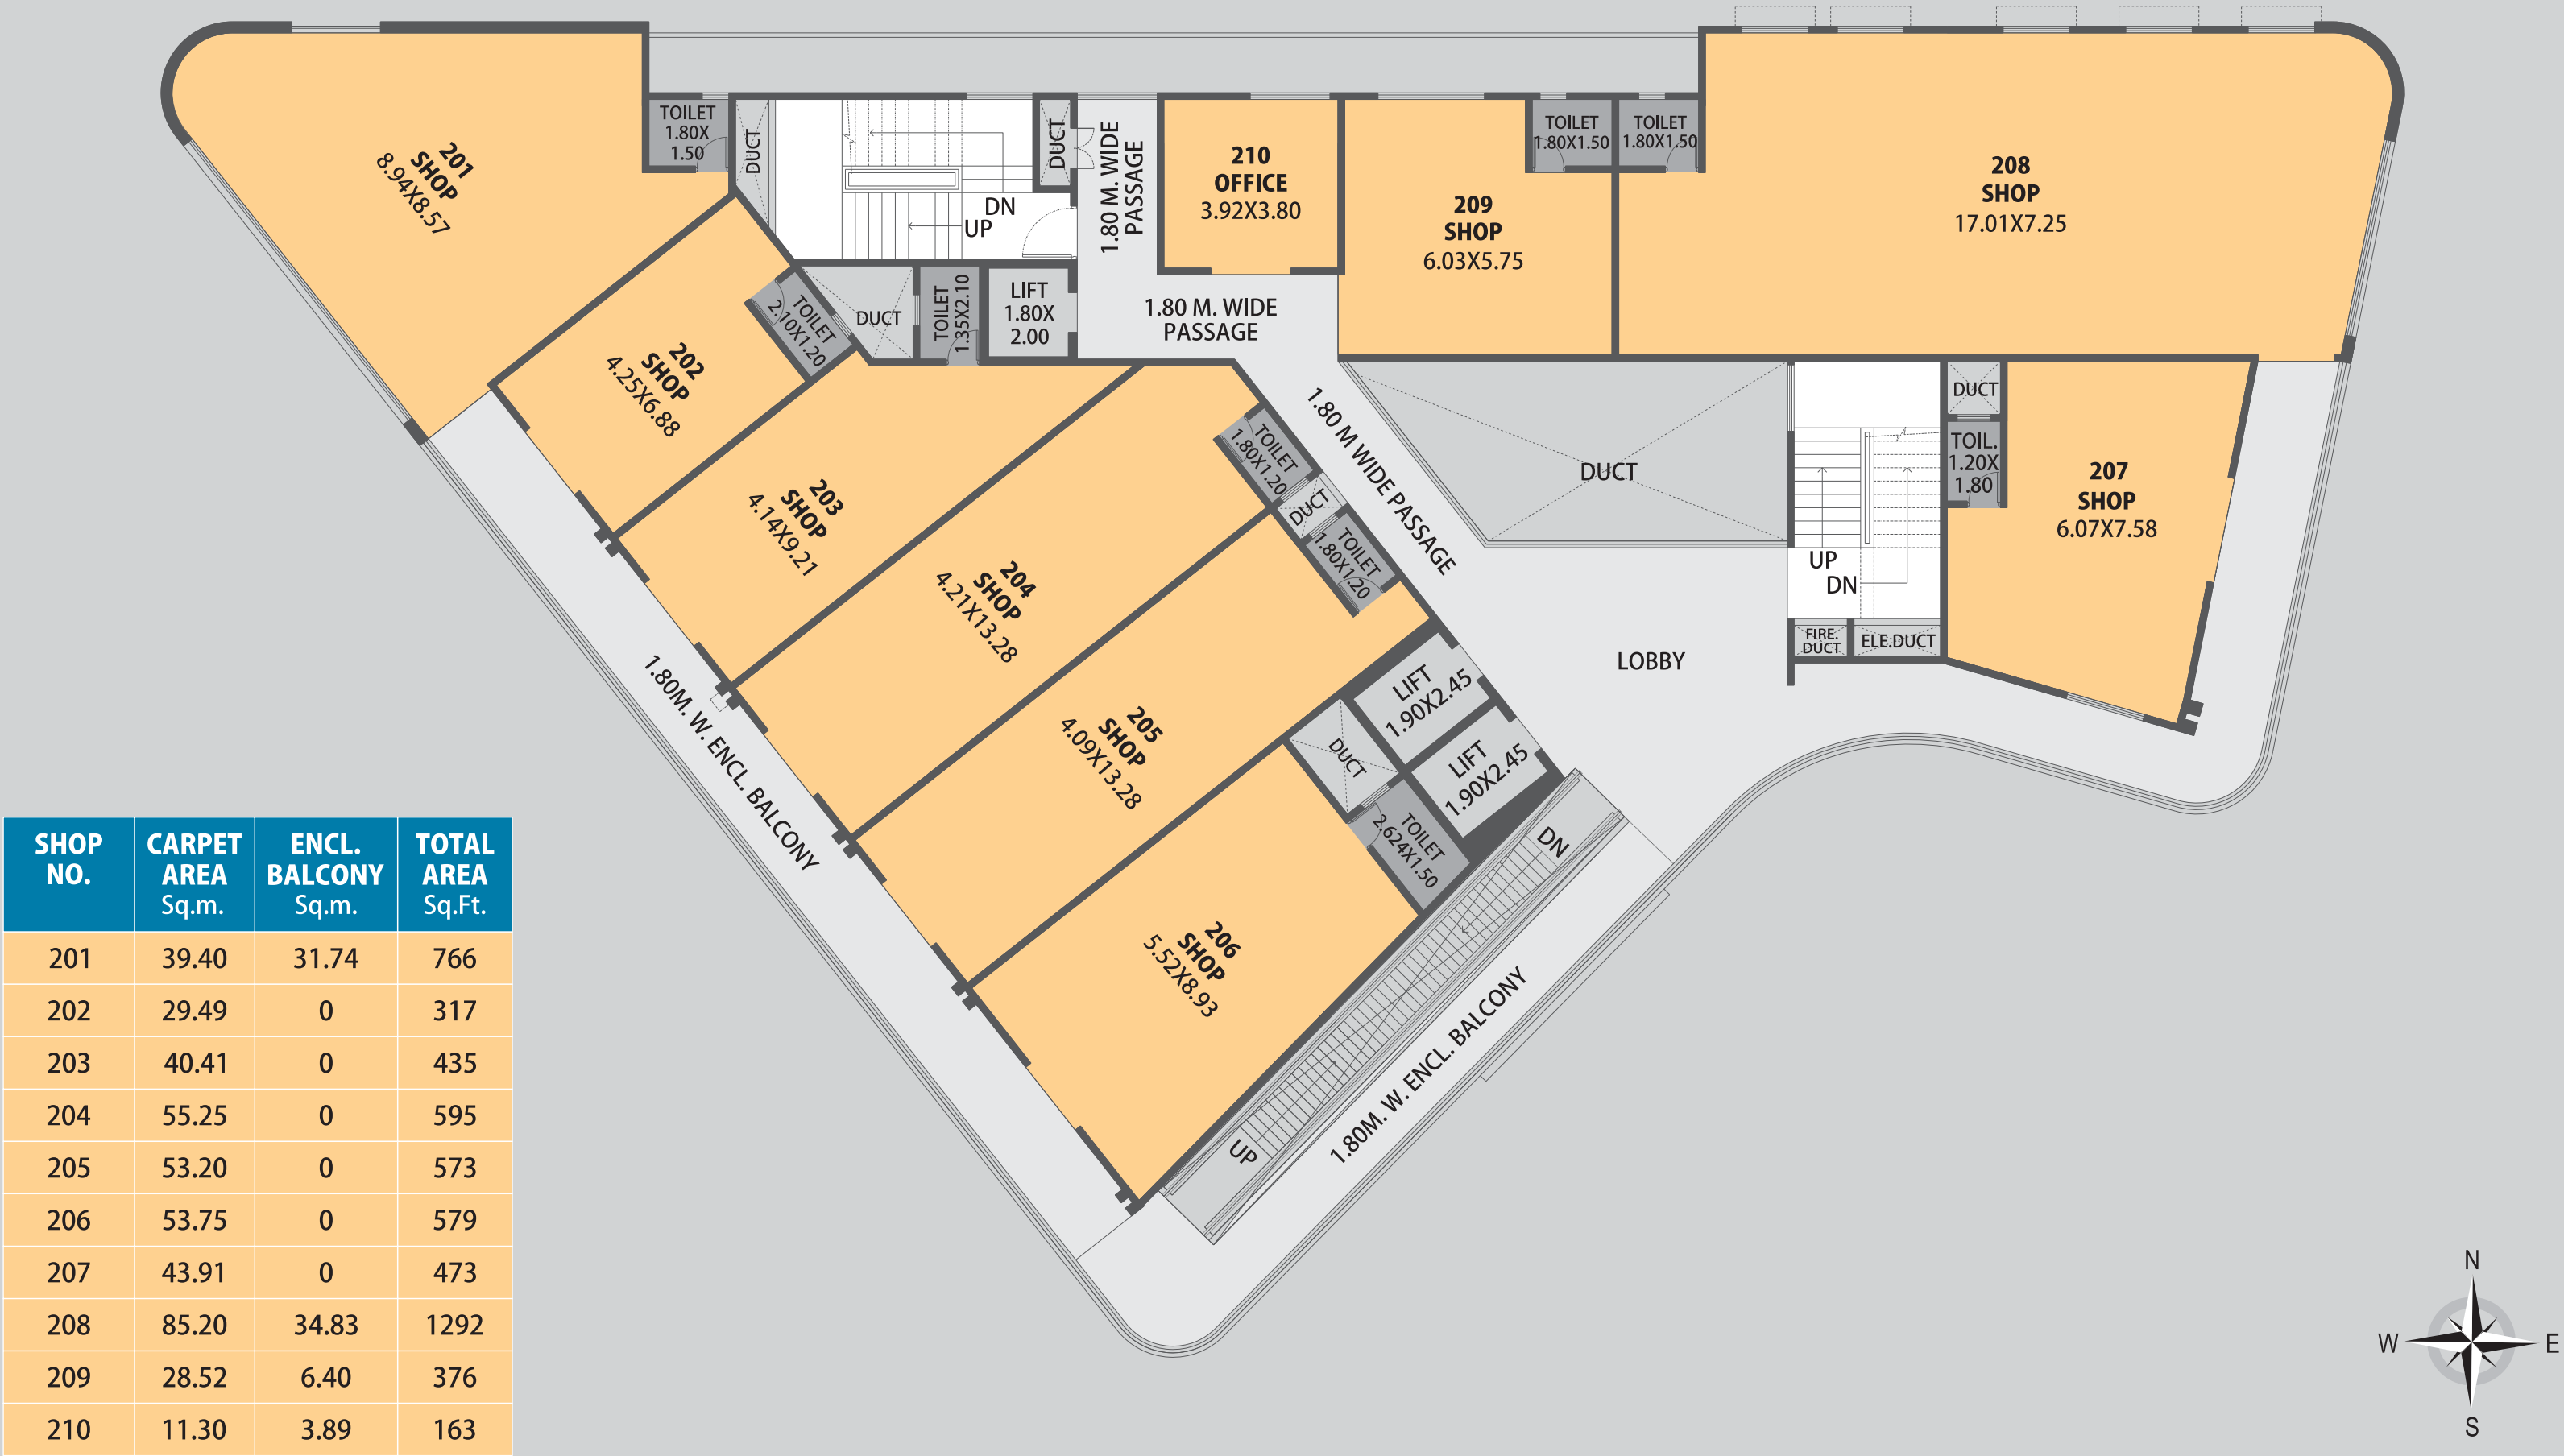 201
SHOP
8.94X8.57
TOILET
1.80X
1.50
DUCT
DN
UP
DUCT
1.80 M. WIDE
PASSAGE
210
OFFICE
3.92X3.80
209
SHOP
6.03X5.75
TOILET
1.80X1.50
TOILET
1.80X1.50
208
SHOP
17.01X7.25
202
SHOP
4.25X6.88
TOILET
2.10X1.20
DUCT
TOILET
1.35X2.10
LIFT
1.80X
2.00
1.80 M. WIDE
PASSAGE
203
SHOP
4.14X9.21
204
SHOP
4.21X13.28
TOILET
1.80X1.20
DUCT
TOILET
1.80X1.20
1.80 M WIDE PASSAGE
DUCT
UP
DN
FIRE.
DUCT
ELE.DUCT
DUCT
TOIL.
1.20X
1.80
207
SHOP
6.07X7.58
LOBBY
205
SHOP
4.09X13.28
LIFT
1.90X2.45
LIFT
1.90X2.45
DUCT
TOILET
2.624X1.50
206
SHOP
5.52X8.93
DN
UP
1.80M. W. ENCL. BALCONY
1.80M. W. ENCL. BALCONY
SHOP NO. CARPET AREA Sq.m. ENCL. BALCONY Sq.m. TOTAL AREA Sq.Ft.
201 39.40 31.74 766
202 29.49 0 317
203 40.41 0 435
204 55.25 0 595
205 53.20 0 573
206 53.75 0 579
207 43.91 0 473
208 85.20 34.83 1292
209 28.52 6.40 376
210 11.30 3.89 163
N
W E
S